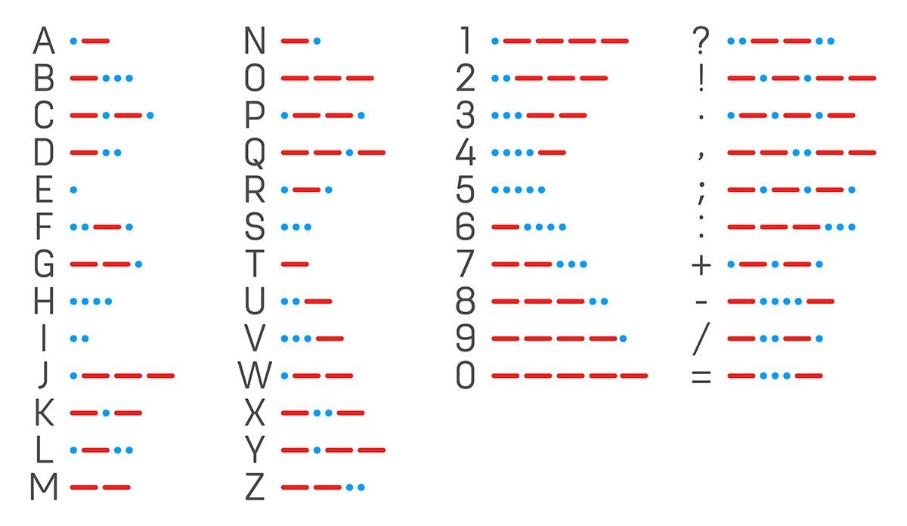 A •—
B —•••
C —•—•
D —••
E •
F ••—•
G ——•
H ••••
I ••
J •———
K —•—
L •—••
M ——
N —•
O ———
P •——•
Q ——•—
R •—•
S •••
T —
U ••—
V •••—
W •——
X —••—
Y —•——
Z ——••
1 •————
2 ••———
3 •••——
4 ••••—
5 •••••
6 —••••
7 ——•••
8 ———••
9 ————•
0 —————
? ••——••
! —•—•——
. •—•—•—
, ——••——
; —•—•—•
: ———•••
+ •—•—•
- —••••—
/ —••—•
= —•••—